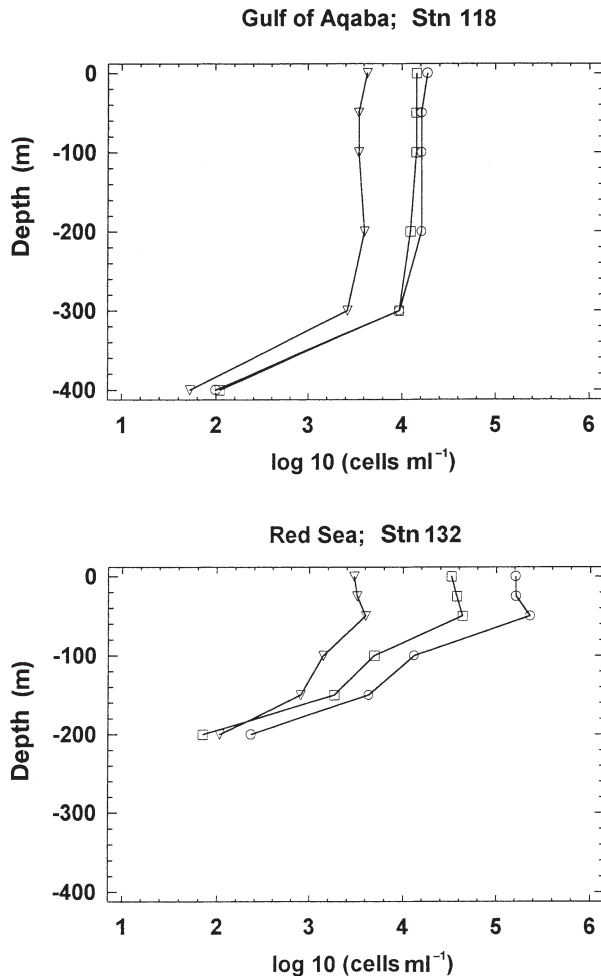 Gulf of Aqaba; Stn 118
0
-100
-200
-300
-400
Depth (m)
1 2 3 4 5 6
log 10 (cells ml⁻¹)
Red Sea; Stn 132
0
-100
-200
-300
-400
Depth (m)
1 2 3 4 5 6
log 10 (cells ml⁻¹)